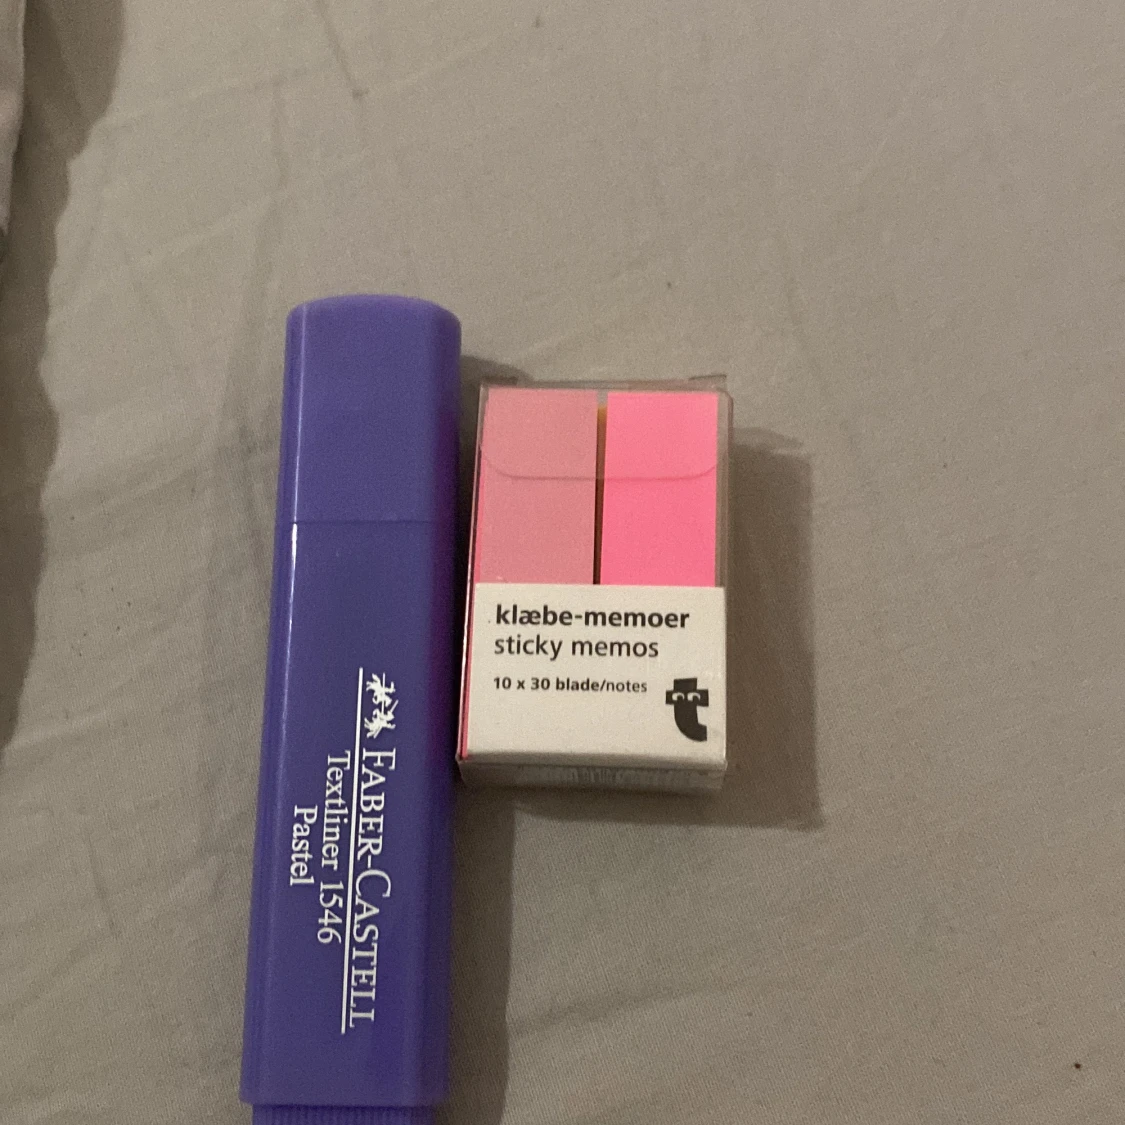 FABER-CASTELL
Textliner 1546
Pastel
klæbe-memoer
sticky memos
10 x 30 blade/notes